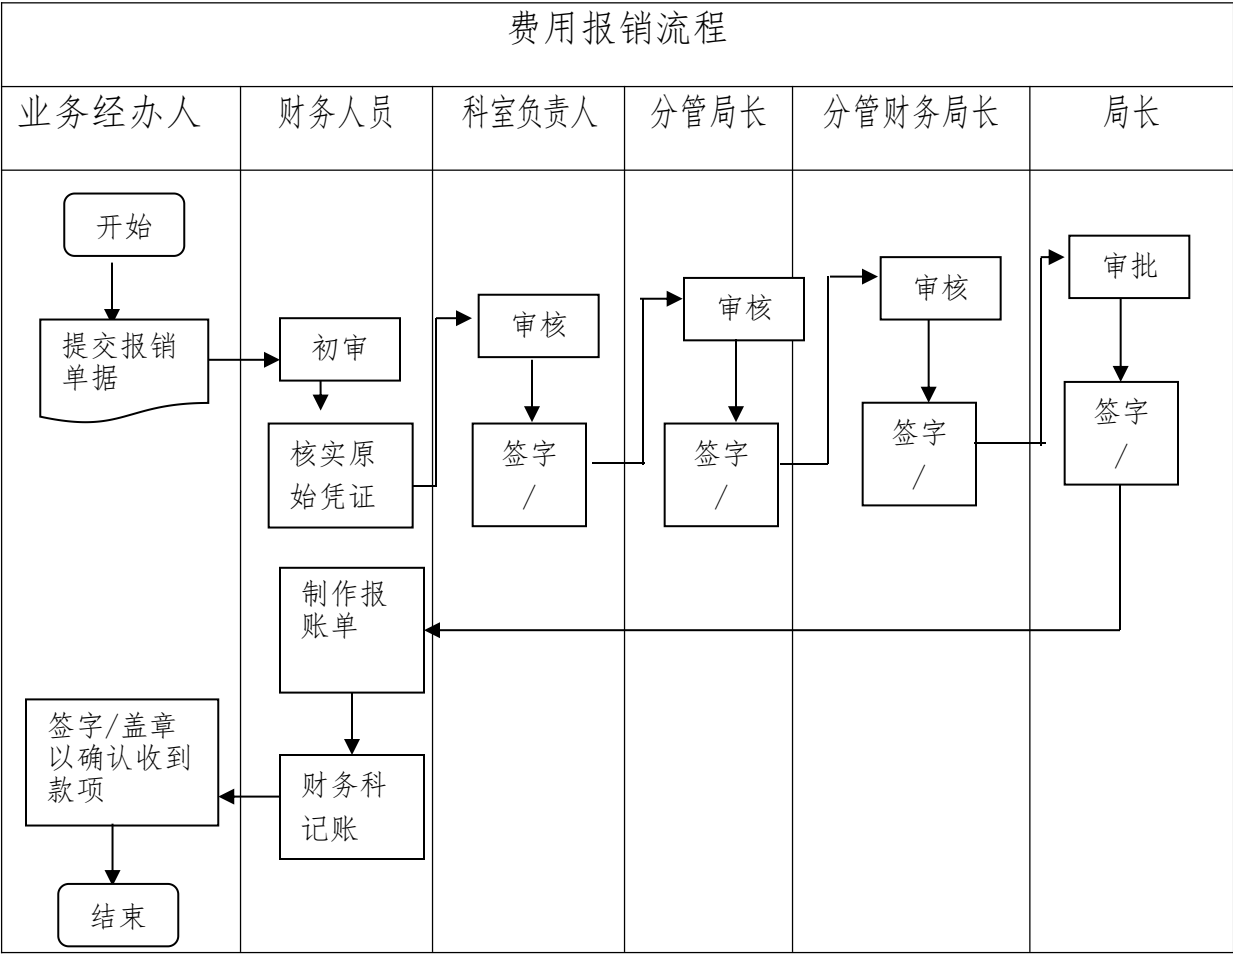 费用报销流程
业务经办人
财务人员
科室负责人
分管局长
分管财务局长
局长
开始
提交报销
单据
初审
核实原
始凭证
审核
签字
/
审核
签字
/
审核
签字
/
审批
签字
/
制作报
账单
财务科
记账
签字/盖章
以确认收到
款项
结束